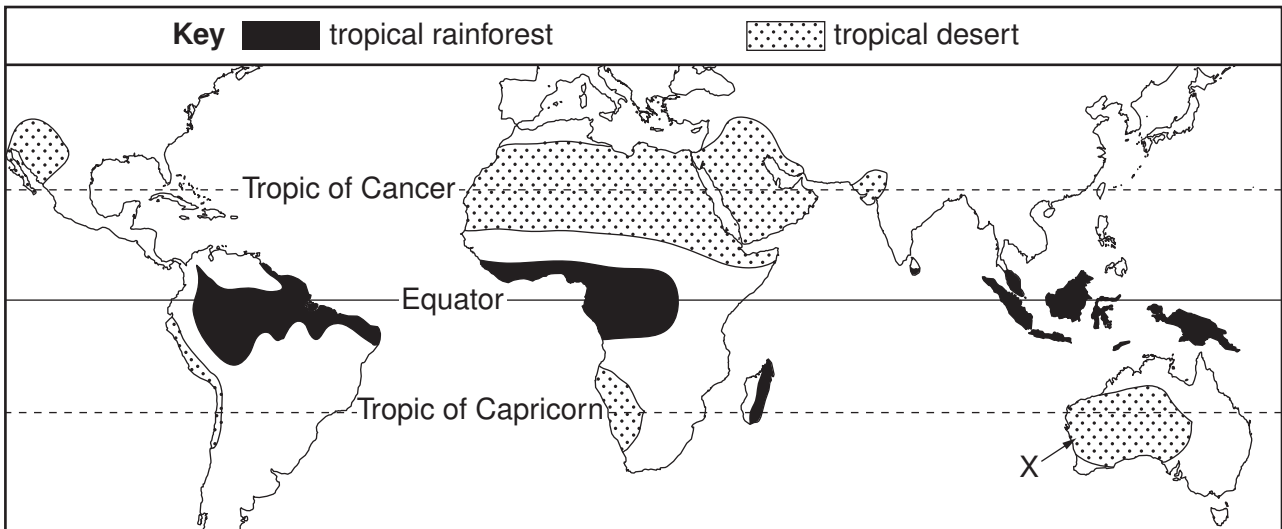 Key tropical rainforest tropical desert
Tropic of Cancer
Equator
Tropic of Capricorn
X